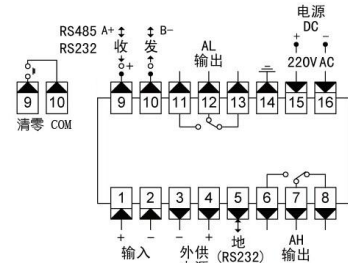 电源
DC
RS485 A+ B-
RS232 收 发
AL
输出
+ -
220V AC
+
9 10
清零 COM
9 10 11 12 13 14 15 16
1 2 3 4 5 6 7 8
+ - - +
输入
外供
地
(RS232)
AH
输出